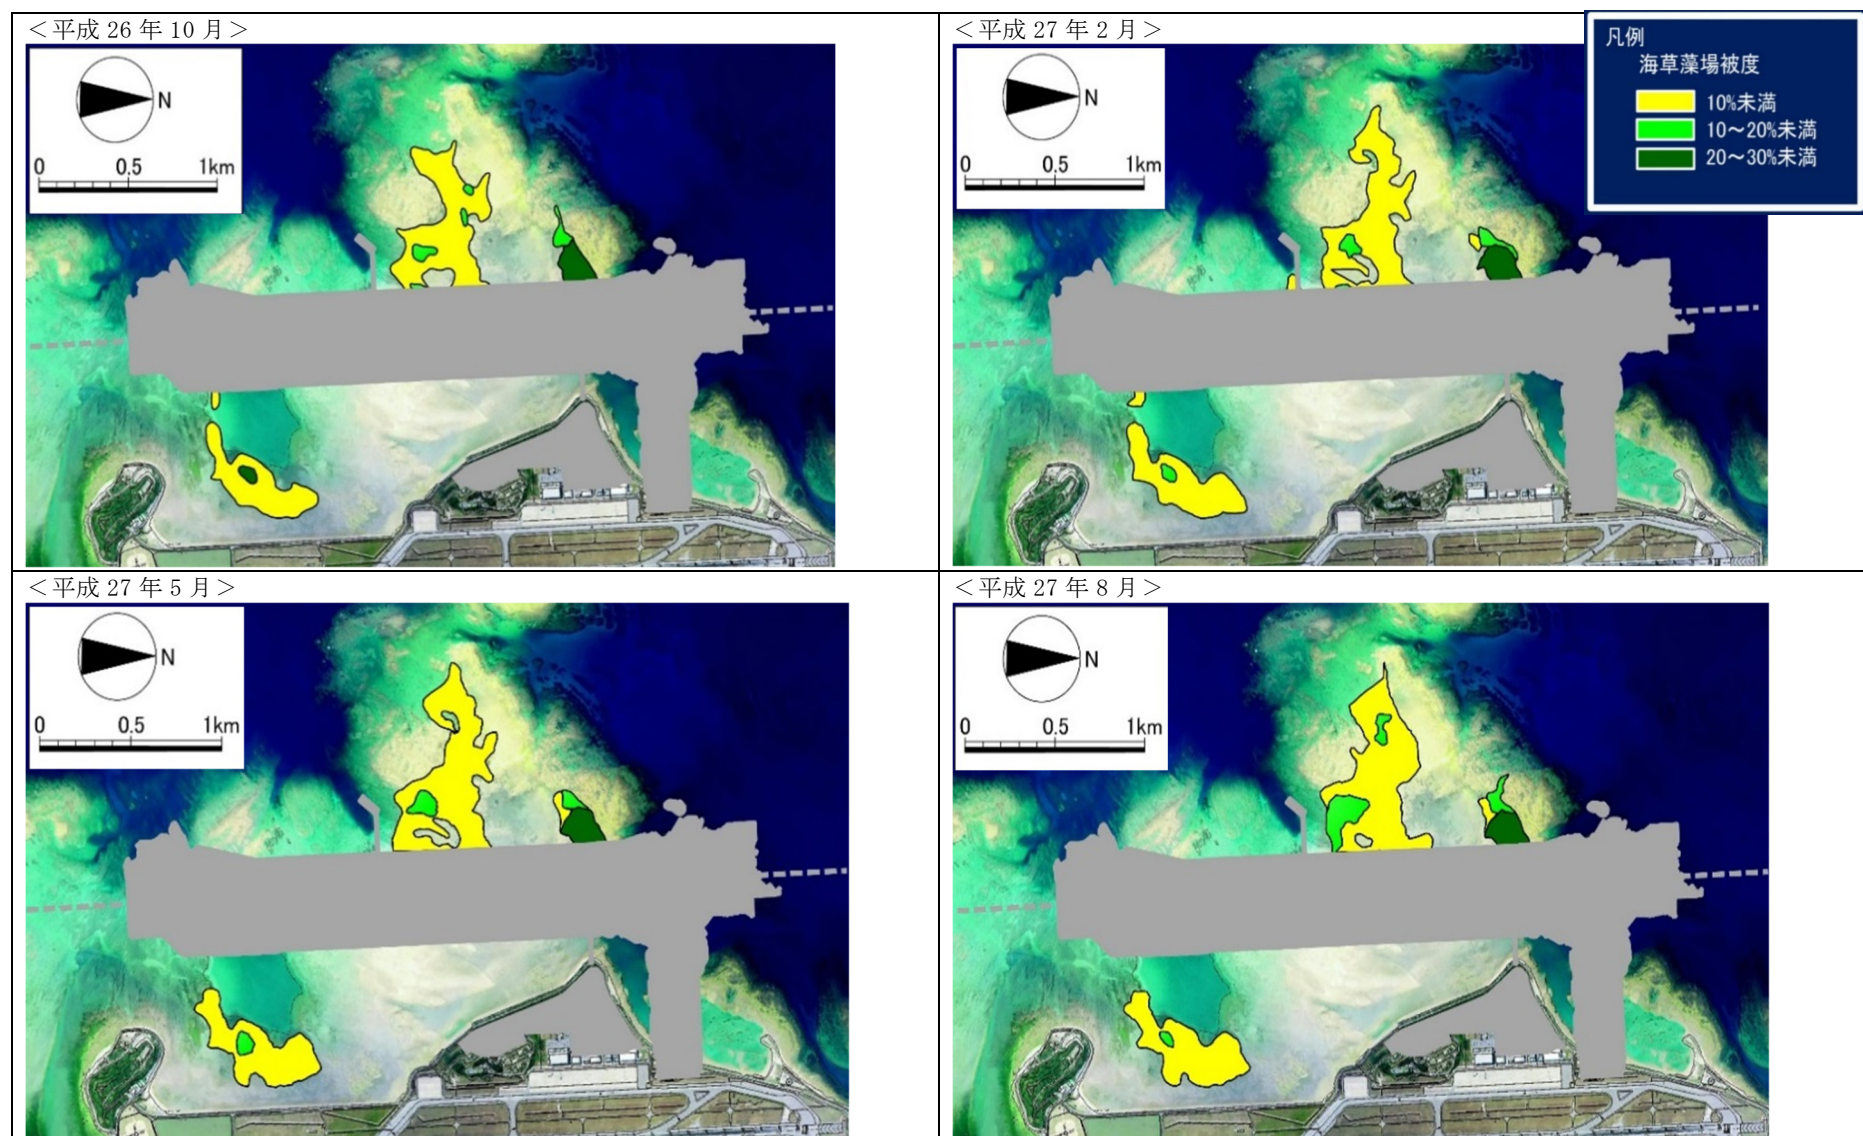 ＜平成 26 年 10 月＞
N
0 0.5 1km
＜平成 27 年 2 月＞
N
0 0.5 1km
凡例
海草藻場被度
10%未満
10～20%未満
20～30%未満
＜平成 27 年 5 月＞
N
0 0.5 1km
＜平成 27 年 8 月＞
N
0 0.5 1km